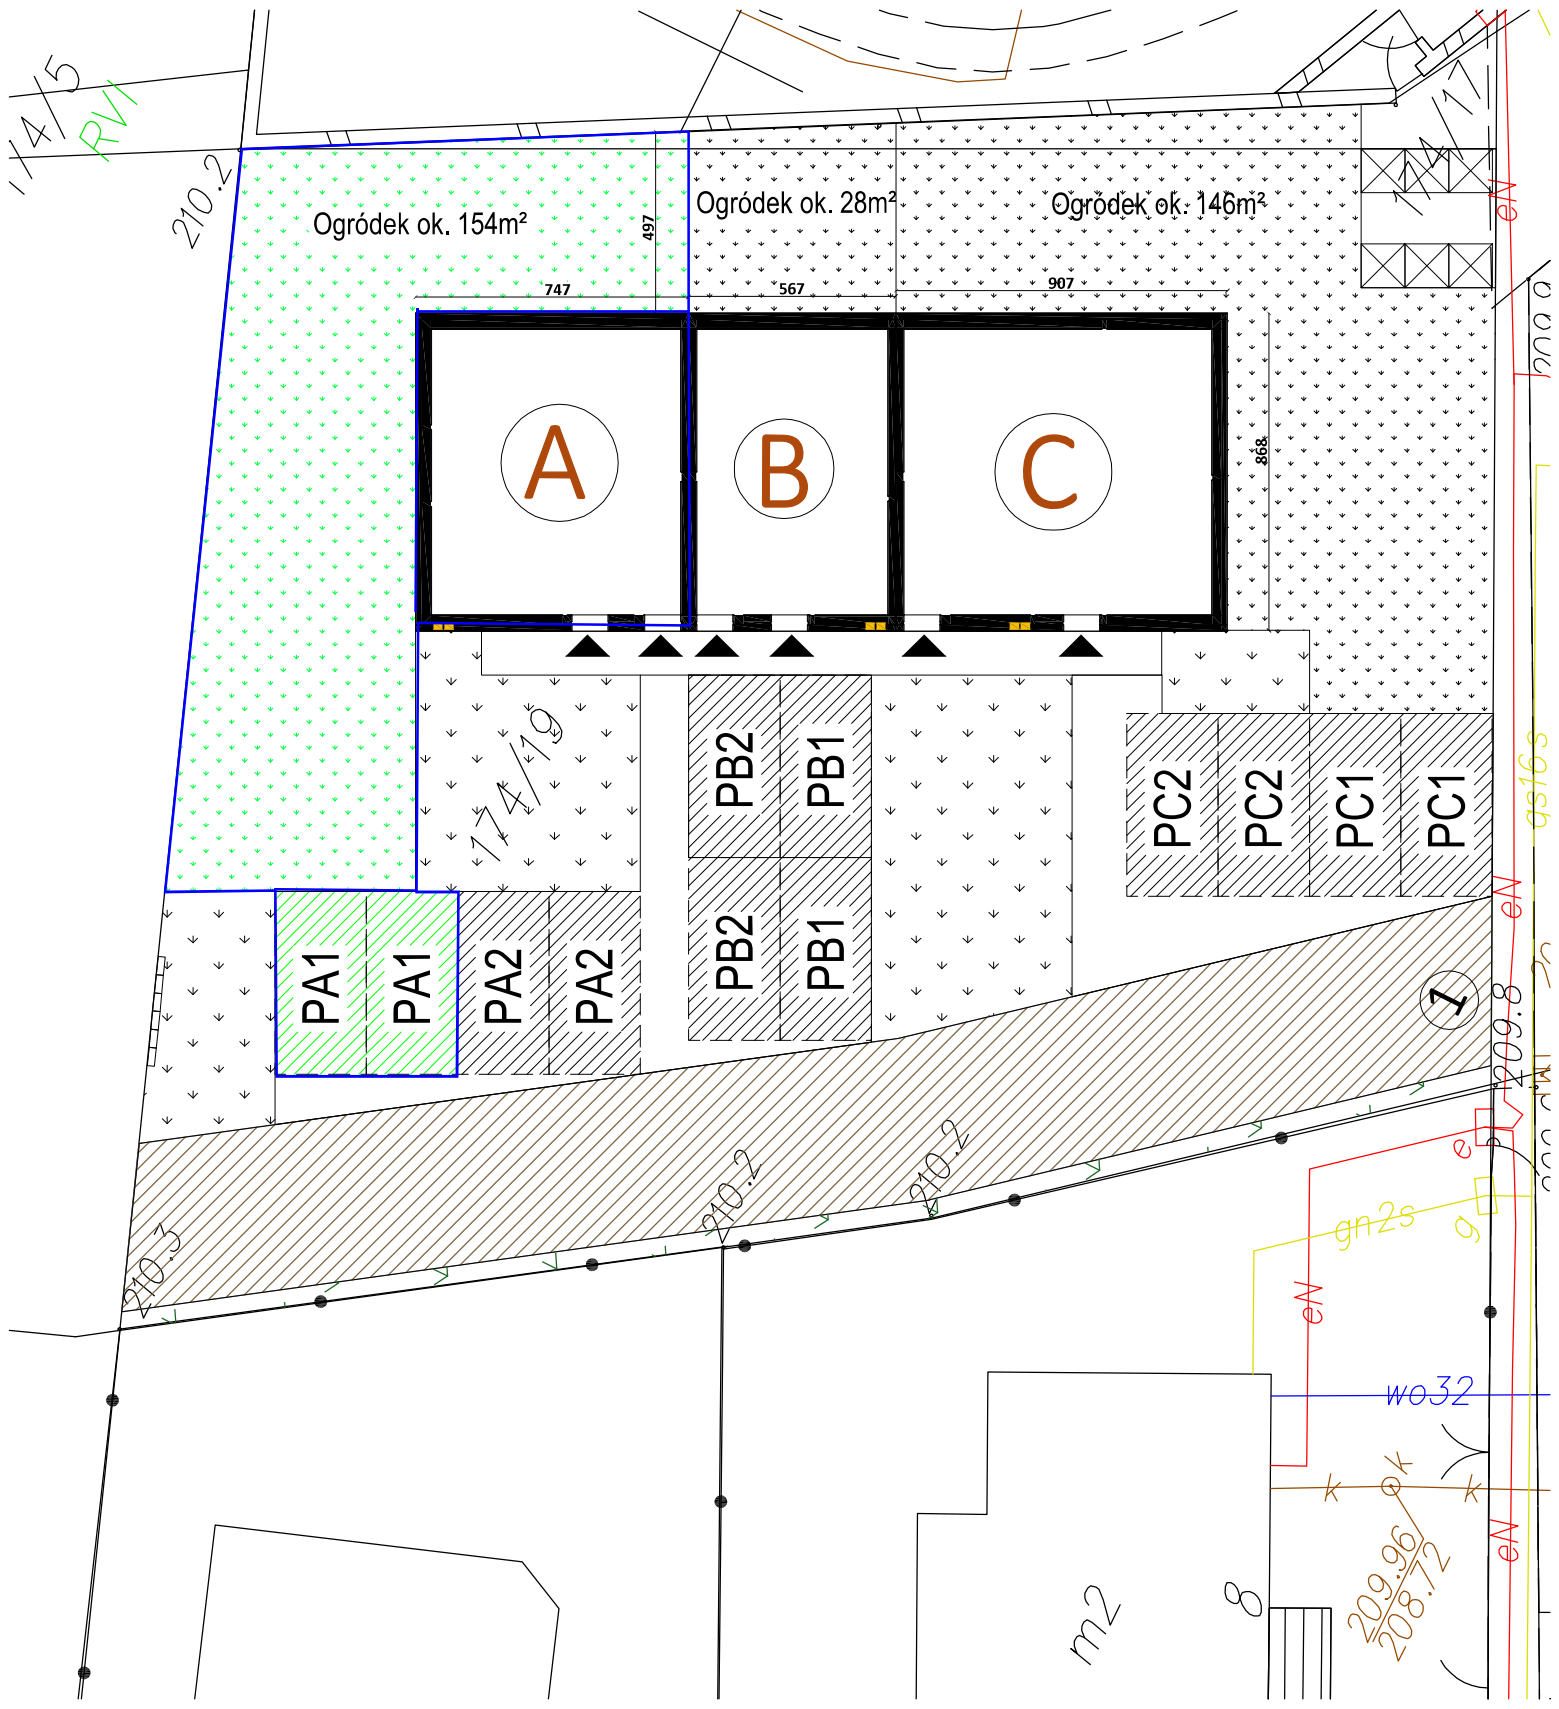 174/5
RVI
210.2
174/17
eN
Ogródek ok. 154m²
Ogródek ok. 28m²
Ogródek ok. 146m²
497
747
567
907
209.9
868
A
B
C
174/19
PB2
PB1
PC2
PC2
PC1
PC1
gs16s
eN
PA1
PA1
PA2
PA2
PB2
PB1
1
209.8
e
210.2
210.2
210.3
gn2s
g
eN
wo32
k
k
k
eN
209.96
208.72
m2
8